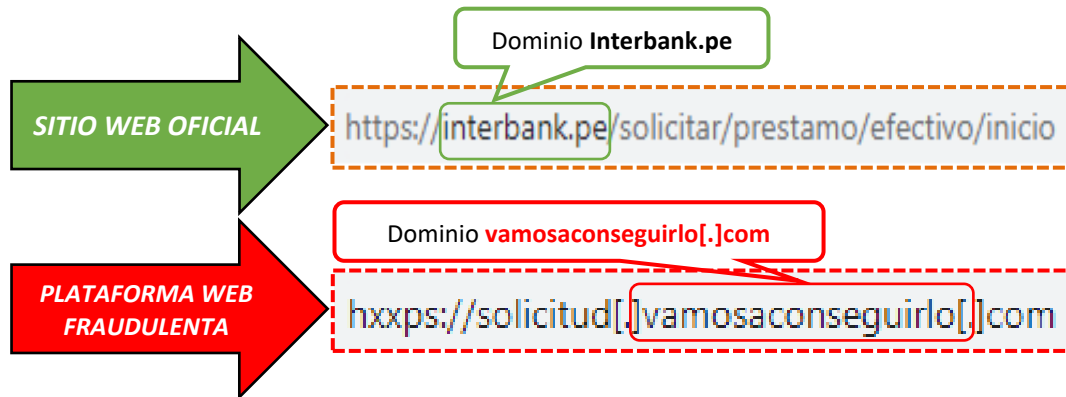 Dominio Interbank.pe
SITIO WEB OFICIAL
https://interbank.pe/solicitar/prestamo/efectivo/inicio
Dominio vamosaconseguirlo[.]com
PLATAFORMA WEB
FRAUDULENTA
hxxps://solicitud[.]vamosaconseguirlo[.]com